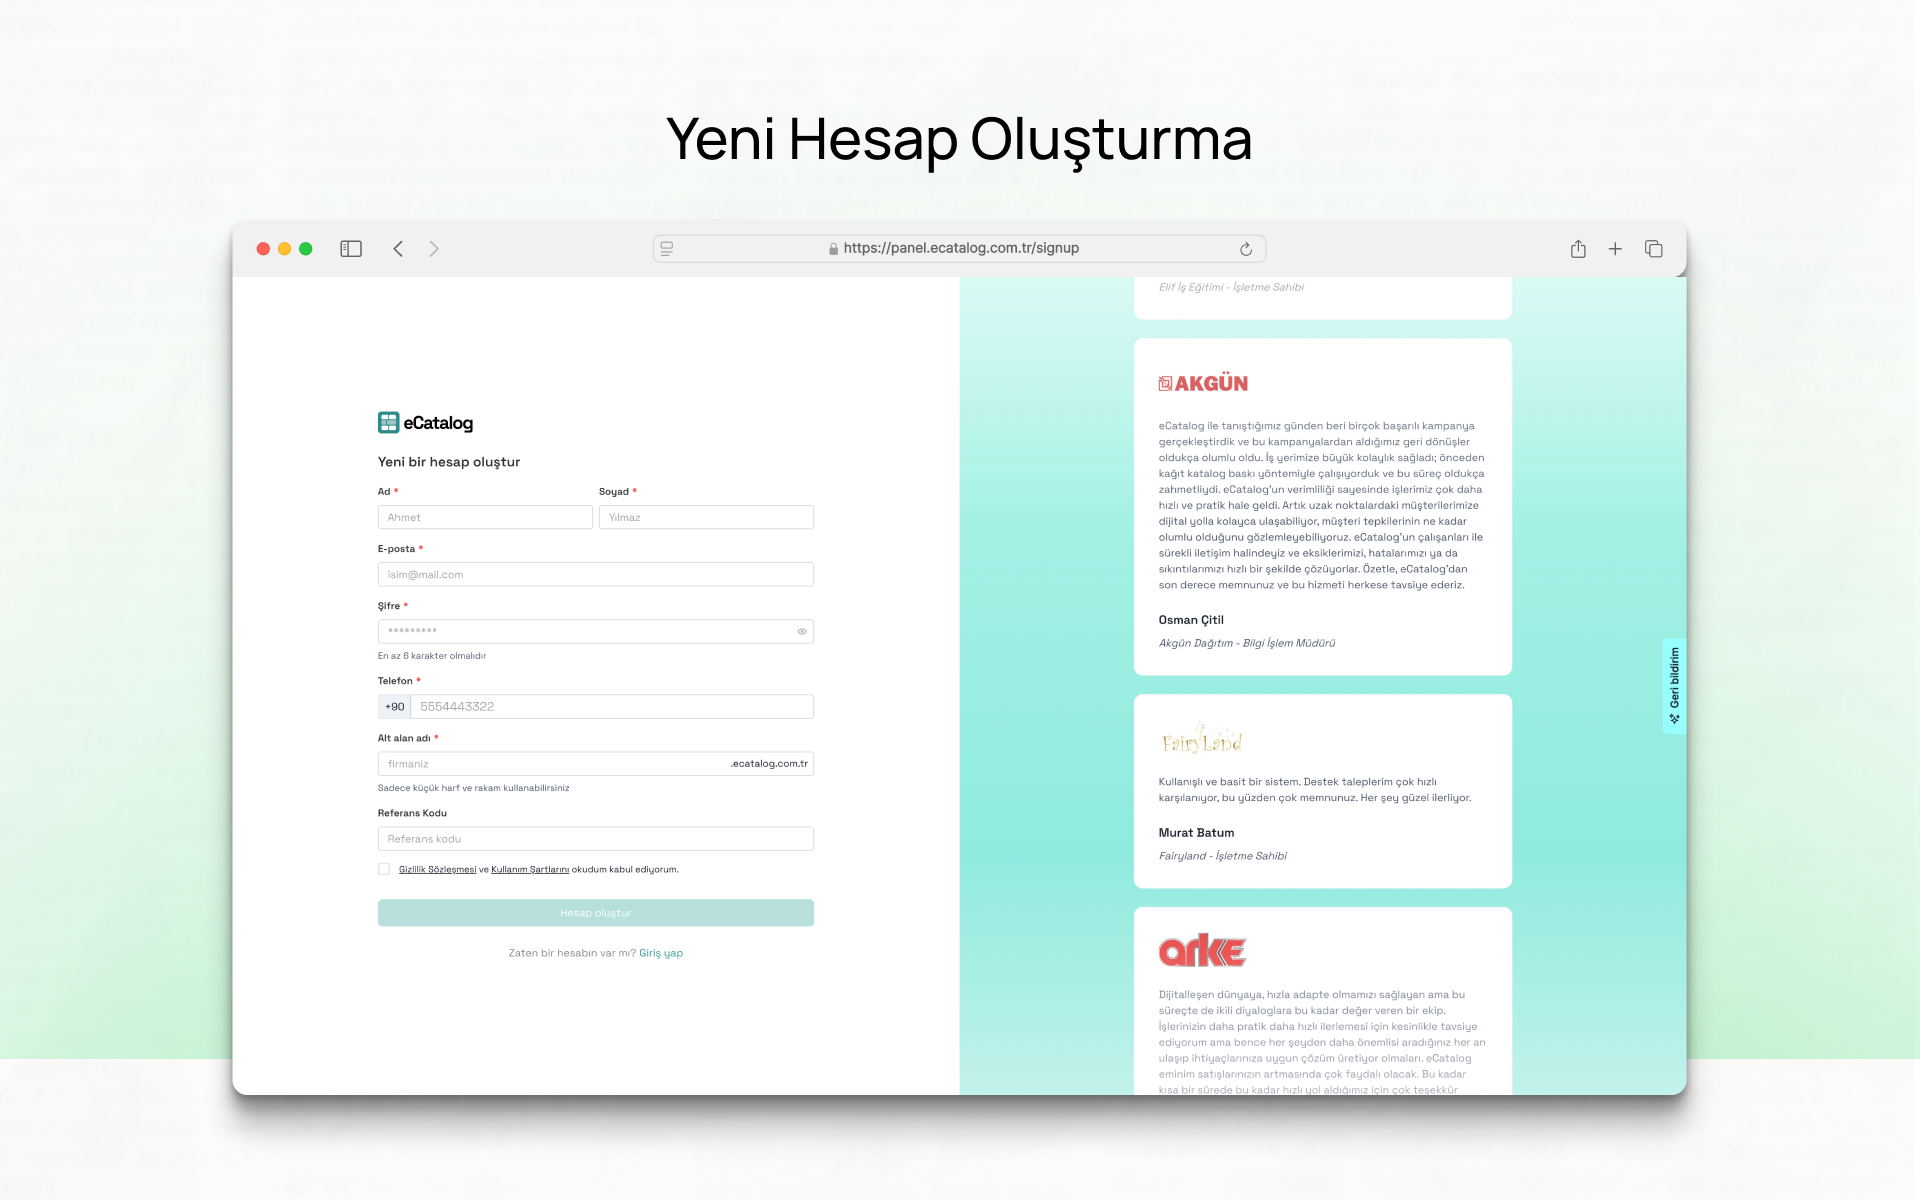 Yeni Hesap Oluşturma
https://panel.ecatalog.com.tr/signup
eCatalog
Yeni bir hesap oluştur
Ad *
Soyad *
Ahmet
Yılmaz
E-posta *
isim@mail.com
Şifre *
*********
En az 6 karakter olmalıdır
Telefon *
+90
5554443322
Alt alan adı *
firmaniz
.ecatalog.com.tr
Sadece küçük harf ve rakam kullanabilirsiniz
Referans Kodu
Referans kodu
Gizlilik Sözleşmesi ve Kullanım Şartlarını okudum kabul ediyorum.
Hesap oluştur
Zaten bir hesabın var mı? Giriş yap
Elif İş Eğitimi - İşletme Sahibi
AKGÜN
eCatalog ile tanıştığımız günden beri birçok başarılı kampanya
gerçekleştirdik ve bu kampanyalardan aldığımız geri dönüşler
oldukça olumlu oldu. İş yerimize büyük kolaylık sağladı; önceden
kağıt katalog baskı yöntemiyle çalışıyorduk ve bu süreç oldukça
zahmetliydi. eCatalog'un verimliliği sayesinde işlerimiz çok daha
hızlı ve pratik hale geldi. Artık uzak noktalardaki müşterilerimize
dijital yolla kolayca ulaşabiliyor, müşteri tepkilerinin ne kadar
olumlu olduğunu gözlemleyebiliyoruz. eCatalog'un çalışanları ile
sürekli iletişim halindeyiz ve eksiklerimizi, hatalarımızı ya da
sıkıntılarımızı hızlı bir şekilde çözüyorlar. Özetle, eCatalog'dan
son derece memnunuz ve bu hizmeti herkese tavsiye ederiz.
Osman Çitil
Akgün Dağıtım - Bilgi İşlem Müdürü
FairyLand
Kullanışlı ve basit bir sistem. Destek taleplerim çok hızlı
karşılanıyor, bu yüzden çok memnunuz. Her şey güzel ilerliyor.
Murat Batum
Fairyland - İşletme Sahibi
arke
Dijitalleşen dünyaya, hızla adapte olmamızı sağlayan ama bu
süreçte de ikili diyaloglara bu kadar değer veren bir ekip.
İşlerinizin daha pratik daha hızlı ilerlemesi için kesinlikle tavsiye
ediyorum ama bence her şeyden daha önemlisi aradığınız her an
ulaşıp ihtiyaçlarınıza uygun çözüm üretiyor olmaları. eCatalog
eminim satışlarınızın artmasında çok faydalı olacak. Bu kadar
kısa bir sürede bu kadar hızlı yol aldığımız için çok teşekkür
Geri bildirim